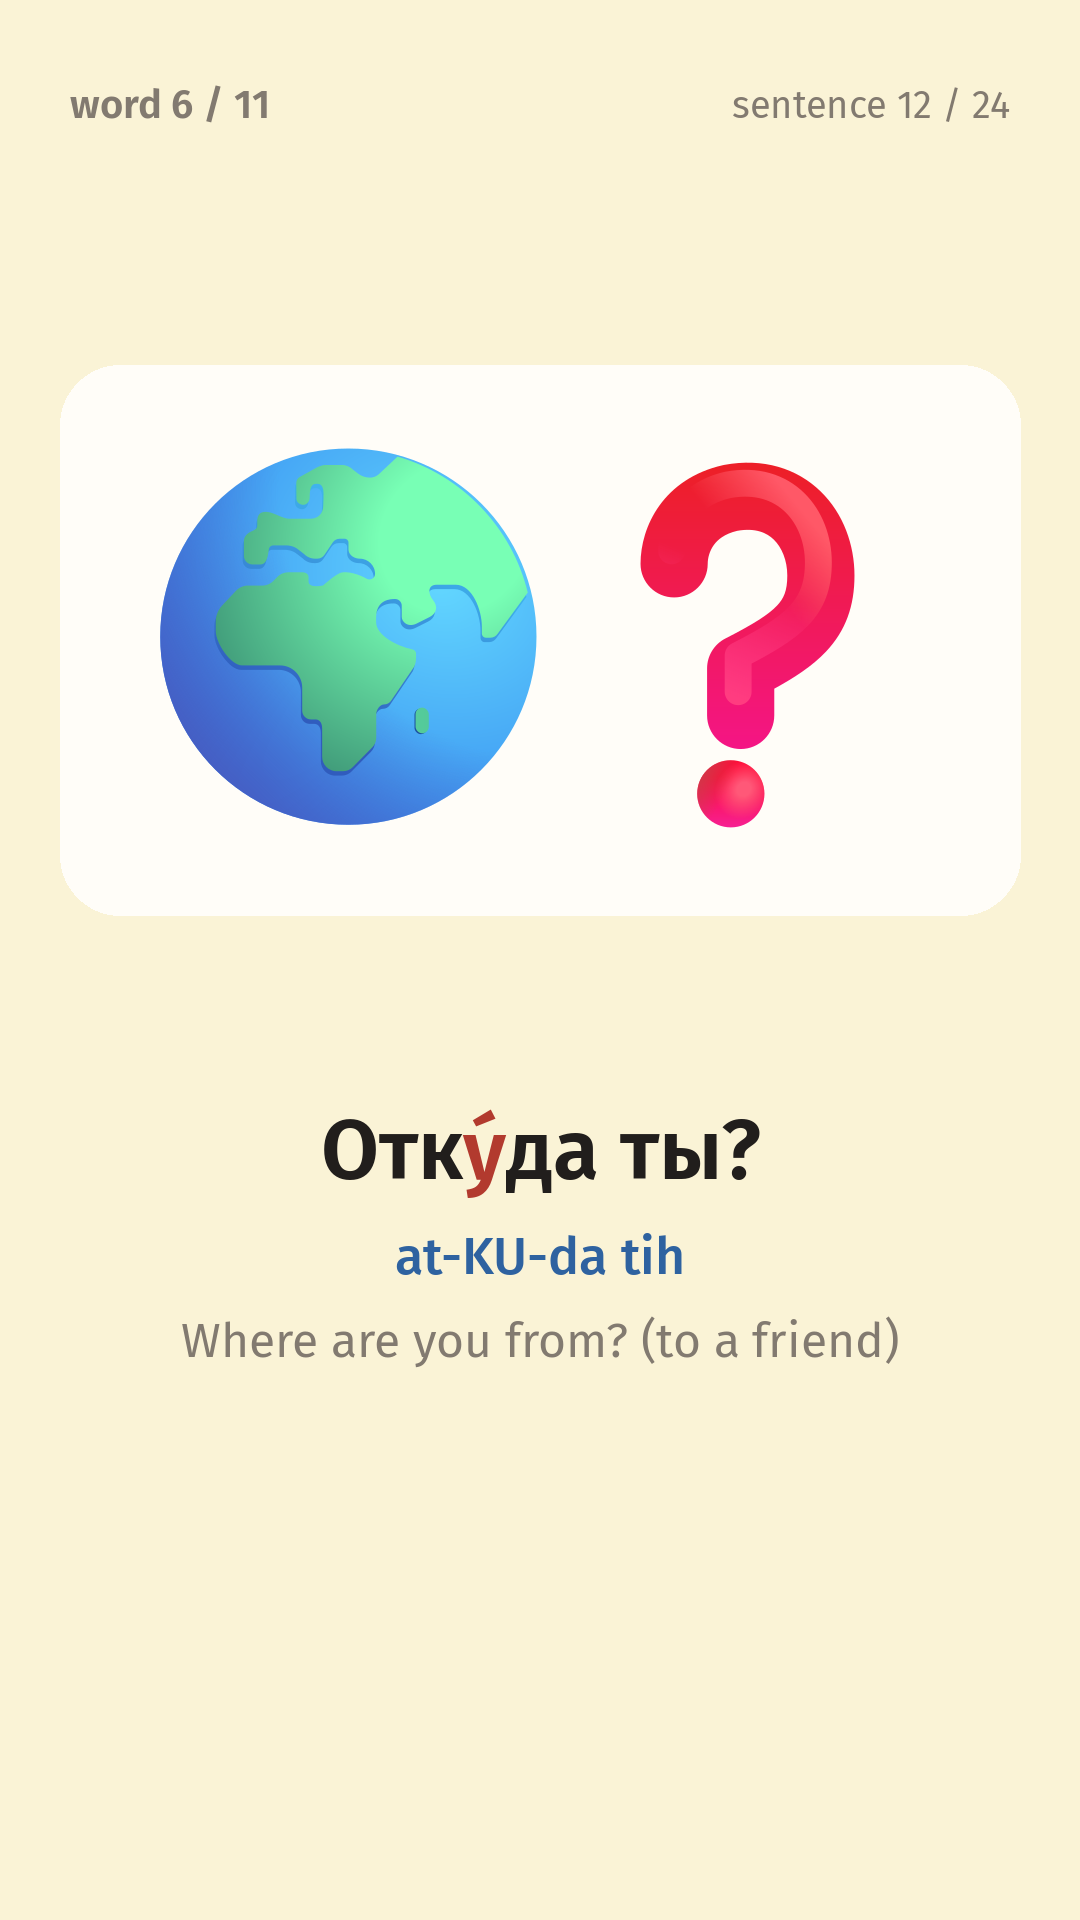 word 6 / 11
sentence 12 / 24
Отку́да ты?
at-KU-da tih
Where are you from? (to a friend)